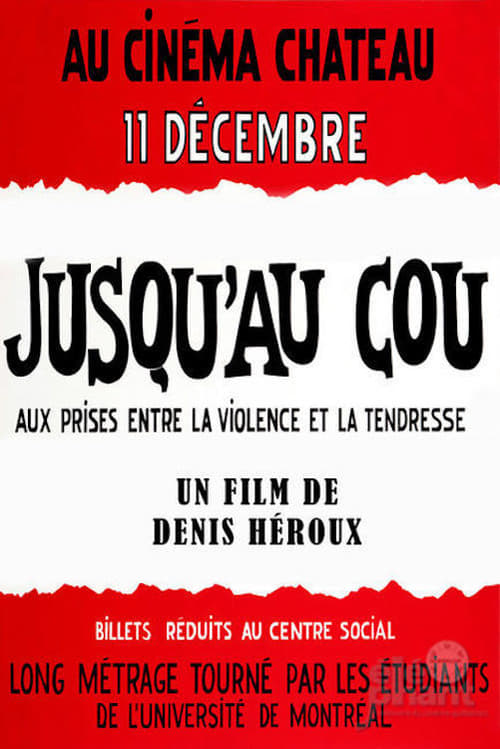 AU CINÉMA CHATEAU
11 DÉCEMBRE
JUSQU'AU COU
AUX PRISES ENTRE LA VIOLENCE ET LA TENDRESSE
UN FILM DE
DENIS HÉROUX
BILLETS RÉDUITS AU CENTRE SOCIAL
LONG MÉTRAGE TOURNÉ PAR LES ÉTUDIANTS
DE L'UNIVERSITÉ DE MONTRÉAL